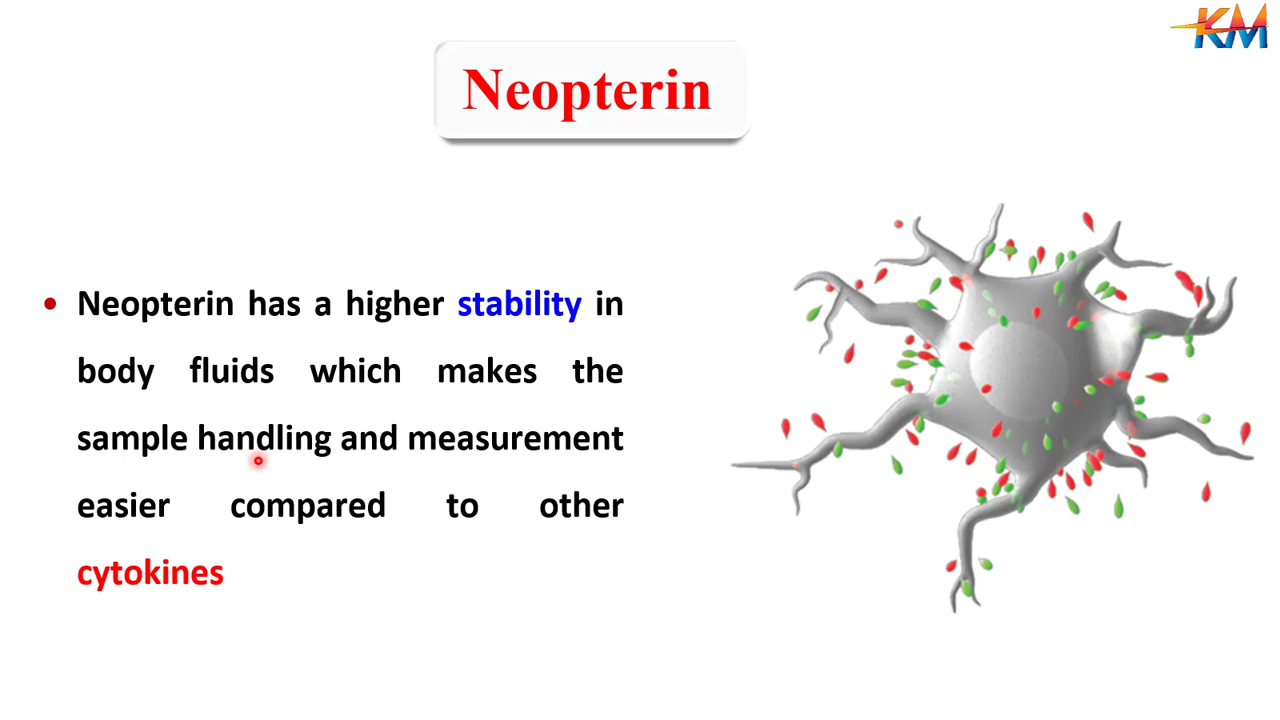 KM
Neopterin
• Neopterin has a higher stability in
body fluids which makes the
sample handling and measurement
easier compared to other
cytokines